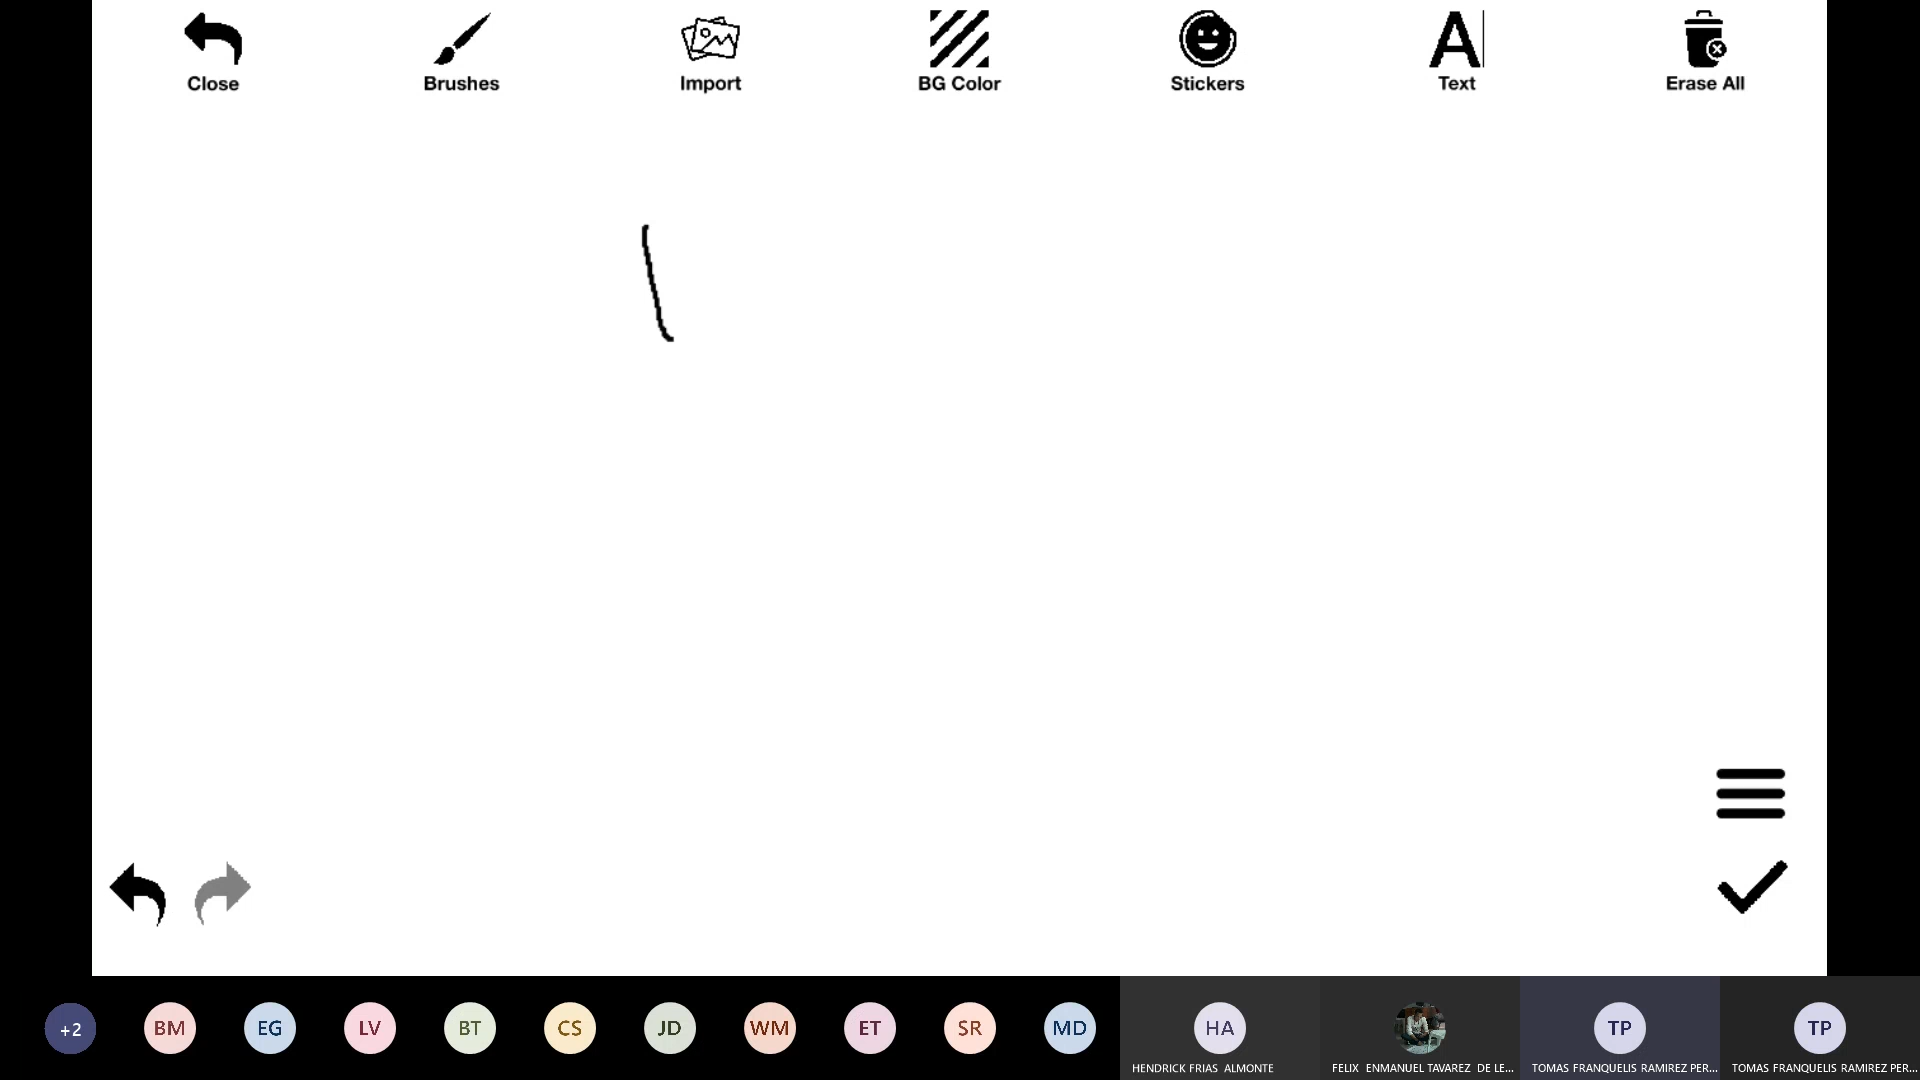 Close Brushes Import BG Color Stickers Text Erase All
+2 BM EG LV BT CS JD WM ET SR MD HA TP TP
HENDRICK FRIAS ALMONTE FELIX ENMANUEL TAVAREZ DE LE... TOMAS FRANQUELIS RAMIREZ PER... TOMAS FRANQUELIS RAMIREZ PER...